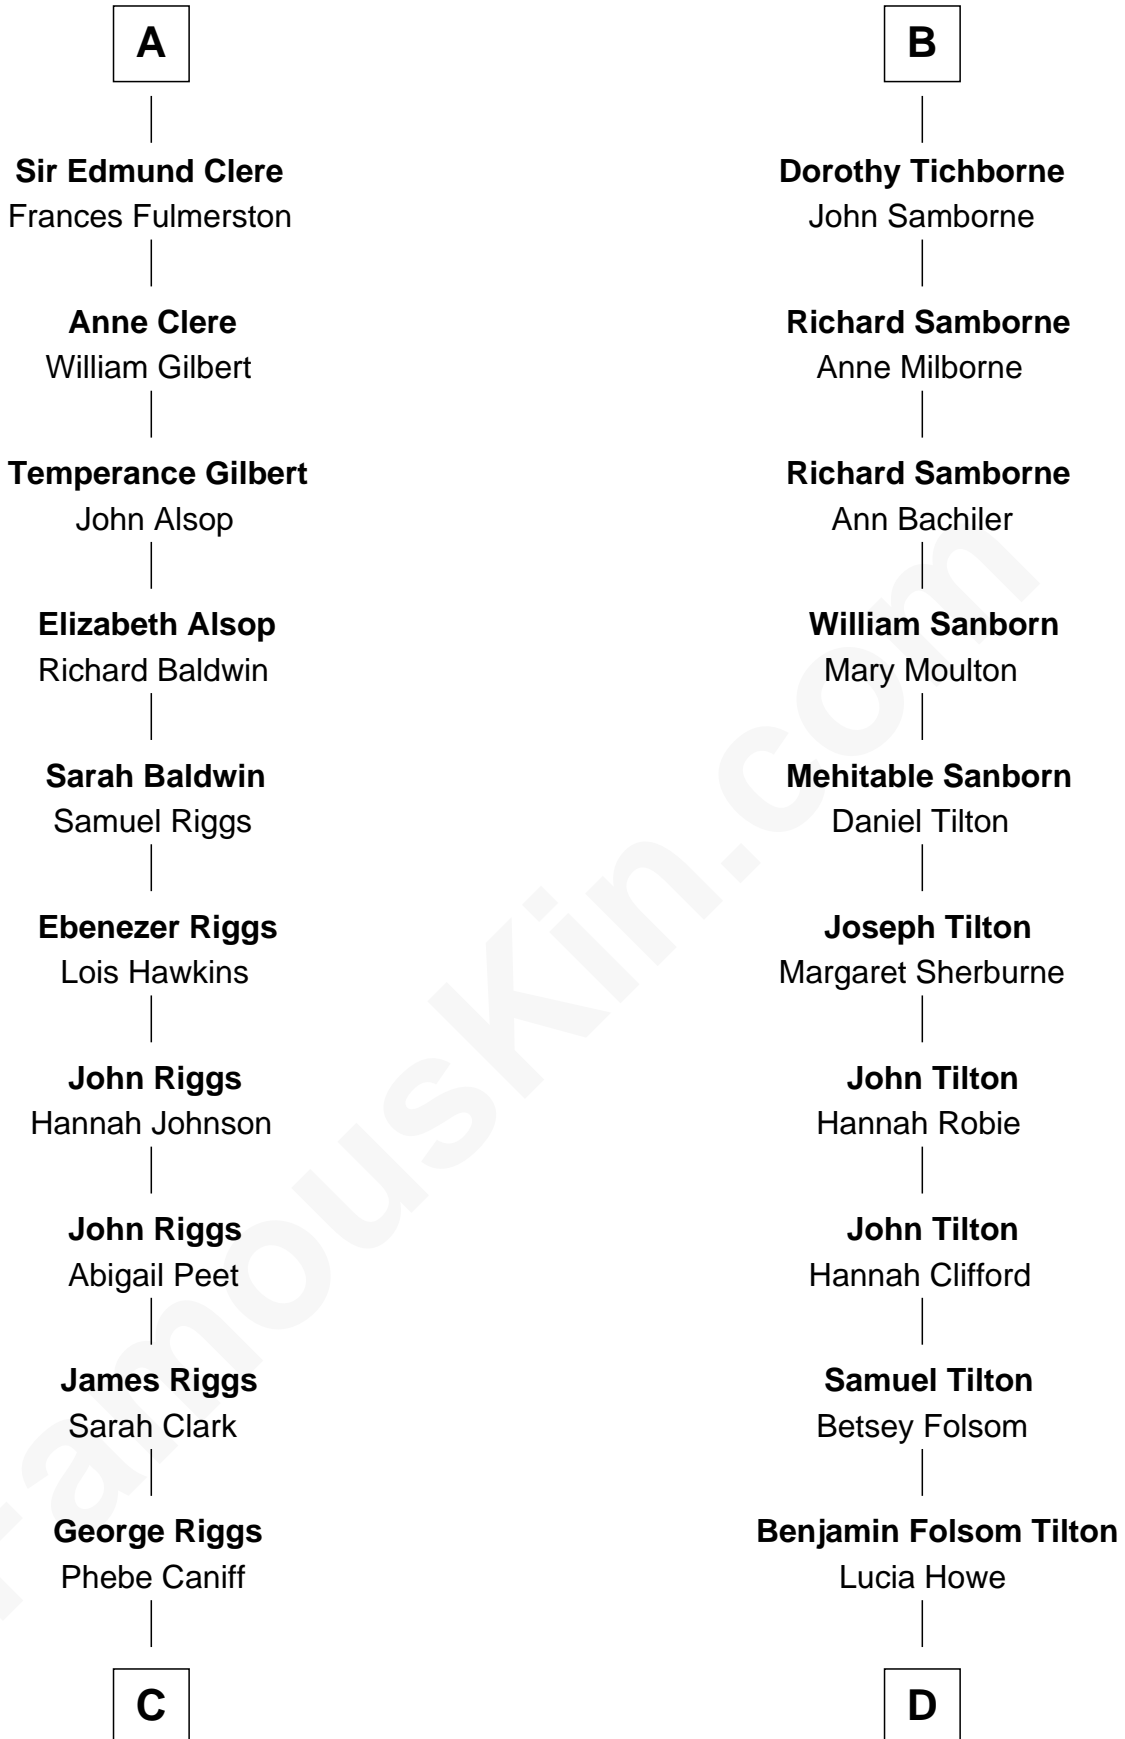 A
Sir Edmund Clere
Frances Fulmerston
Anne Clere
William Gilbert
Temperance Gilbert
John Alsop
Elizabeth Alsop
Richard Baldwin
Sarah Baldwin
Samuel Riggs
Ebenezer Riggs
Lois Hawkins
John Riggs
Hannah Johnson
John Riggs
Abigail Peet
James Riggs
Sarah Clark
George Riggs
Phebe Caniff
C
B
Dorothy Tichborne
John Samborne
Richard Samborne
Anne Milborne
Richard Samborne
Ann Bachiler
William Sanborn
Mary Moulton
Mehitable Sanborn
Daniel Tilton
Joseph Tilton
Margaret Sherburne
John Tilton
Hannah Robie
John Tilton
Hannah Clifford
Samuel Tilton
Betsey Folsom
Benjamin Folsom Tilton
Lucia Howe
D
FamousKin.com